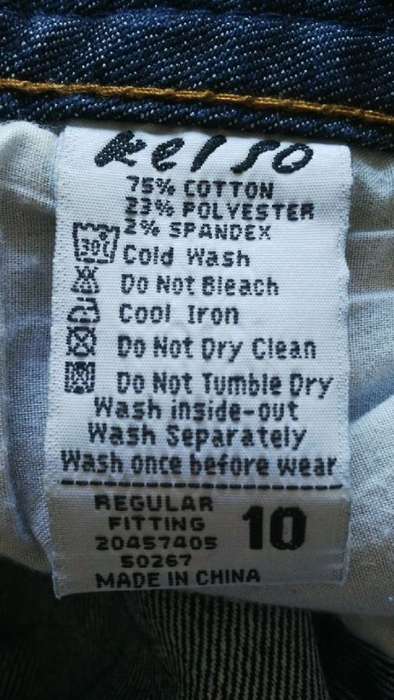 kelso
75% COTTON
23% POLYESTER
2% SPANDEX
30° Cold Wash
Do Not Bleach
Cool Iron
Do Not Dry Clean
Do Not Tumble Dry
Wash inside-out
Wash Separately
Wash once before wear
REGULAR
FITTING 10
20457405
50267
MADE IN CHINA